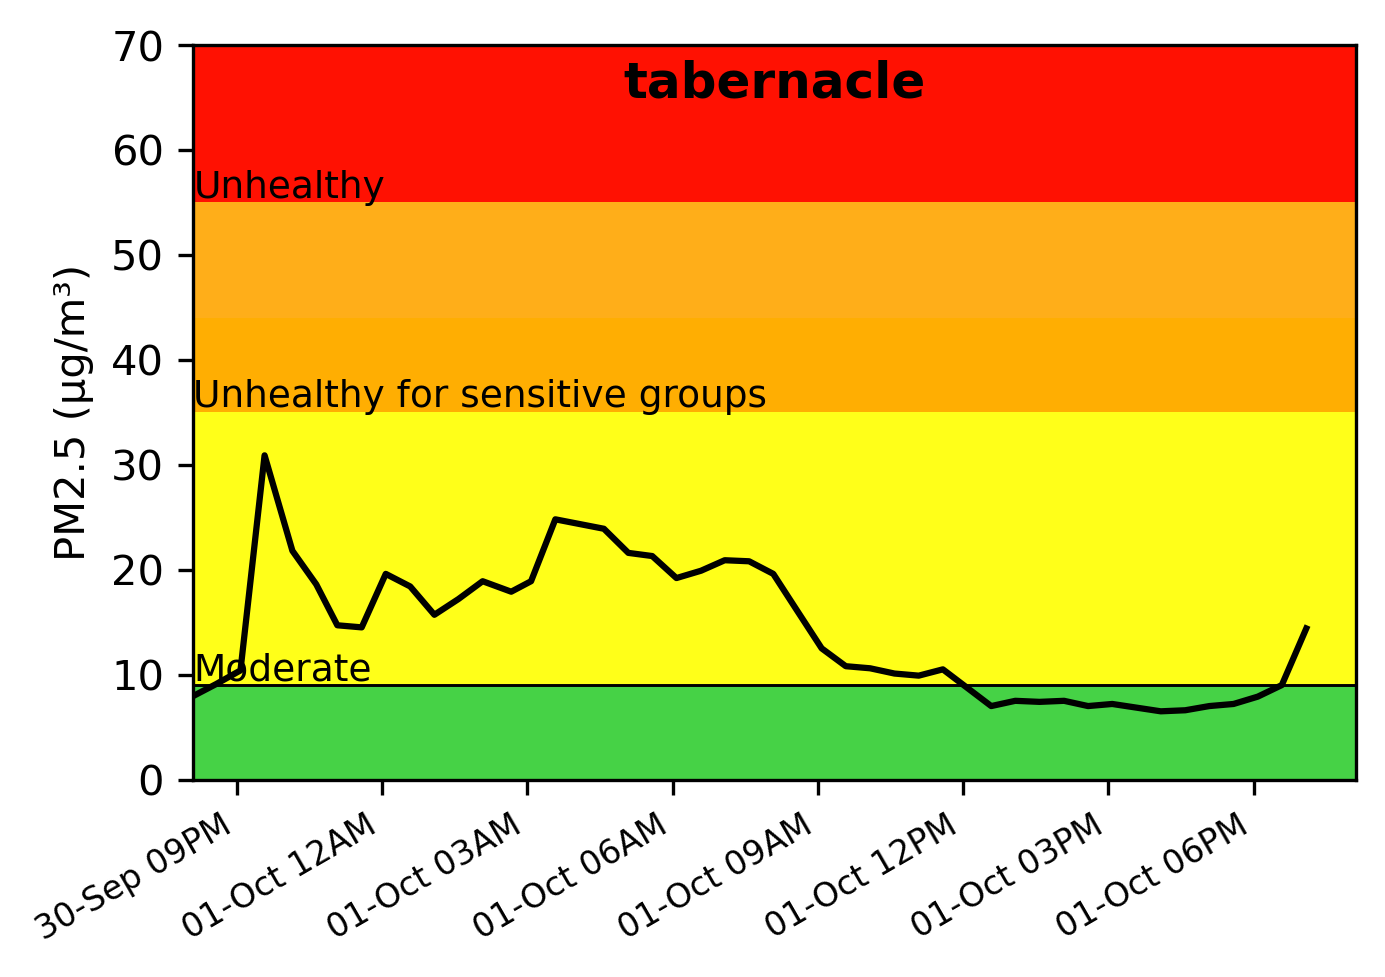 tabernacle
PM2.5 (µg/m³)
70
60
50
40
30
20
10
0
Unhealthy
Unhealthy for sensitive groups
Moderate
30-Sep 09PM
01-Oct 12AM
01-Oct 03AM
01-Oct 06AM
01-Oct 09AM
01-Oct 12PM
01-Oct 03PM
01-Oct 06PM